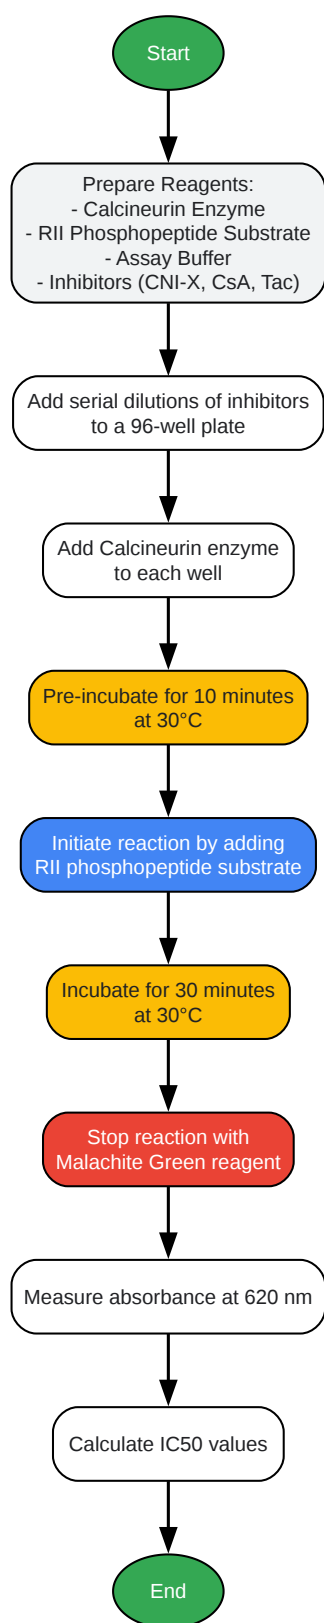 Start
Prepare Reagents:
- Calcineurin Enzyme
- RII Phosphopeptide Substrate
- Assay Buffer
- Inhibitors (CNI-X, CsA, Tac)
Add serial dilutions of inhibitors
to a 96-well plate
Add Calcineurin enzyme
to each well
Pre-incubate for 10 minutes
at 30°C
Initiate reaction by adding
RII phosphopeptide substrate
Incubate for 30 minutes
at 30°C
Stop reaction with
Malachite Green reagent
Measure absorbance at 620 nm
Calculate IC50 values
End